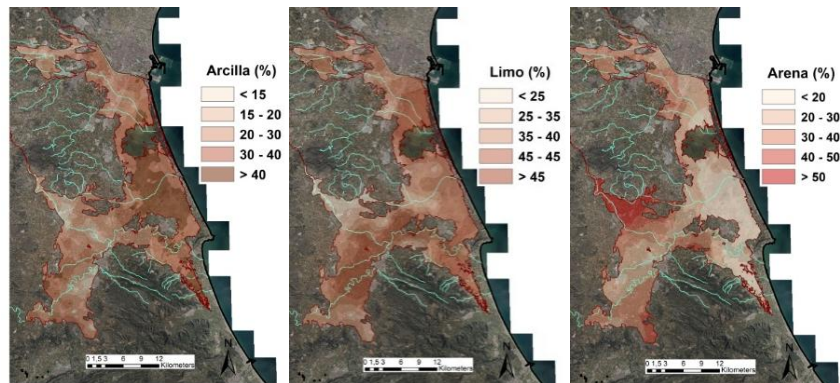 Arcilla (%)
< 15
15 - 20
20 - 30
30 - 40
> 40
N
0 1,5 3 6 9 12
Kilometers
Limo (%)
< 25
25 - 35
35 - 40
45 - 45
> 45
N
0 1,5 3 6 9 12
Kilometers
Arena (%)
< 20
20 - 30
30 - 40
40 - 50
> 50
N
0 1,5 3 6 9 12
Kilometers